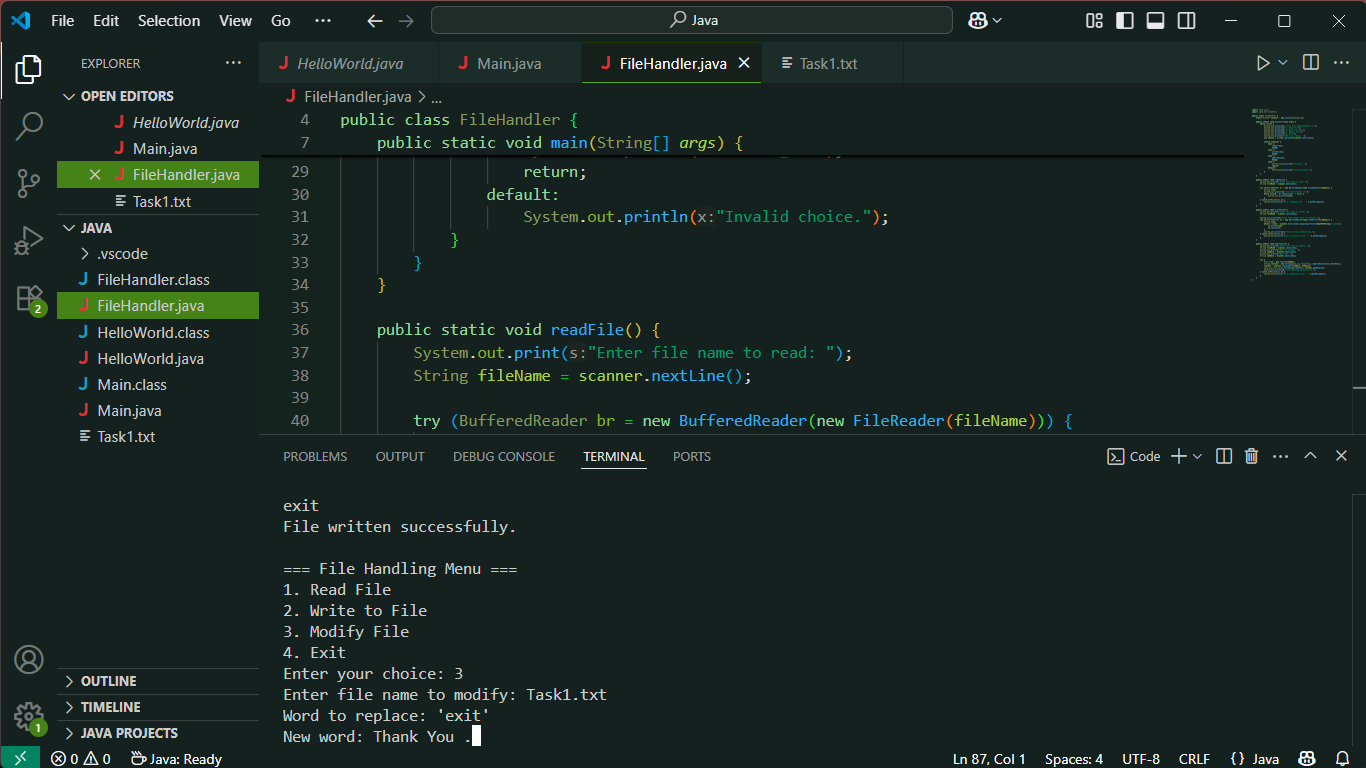 File Edit Selection View Go ··· Java
EXPLORER ···
OPEN EDITORS
HelloWorld.java
Main.java
FileHandler.java
Task1.txt
JAVA
.vscode
FileHandler.class
FileHandler.java
HelloWorld.class
HelloWorld.java
Main.class
Main.java
Task1.txt
OUTLINE
TIMELINE
JAVA PROJECTS
2
1
HelloWorld.java Main.java FileHandler.java Task1.txt
FileHandler.java > ...
4 public class FileHandler {
7 public static void main(String[] args) {
29 return;
30 default:
31 System.out.println(x:"Invalid choice.");
32 }
33 }
34 }
35
36 public static void readFile() {
37 System.out.print(s:"Enter file name to read: ");
38 String fileName = scanner.nextLine();
39
40 try (BufferedReader br = new BufferedReader(new FileReader(fileName))) {
PROBLEMS OUTPUT DEBUG CONSOLE TERMINAL PORTS Code
exit
File written successfully.
=== File Handling Menu ===
1. Read File
2. Write to File
3. Modify File
4. Exit
Enter your choice: 3
Enter file name to modify: Task1.txt
Word to replace: 'exit'
New word: Thank You .
0 0 Java: Ready Ln 87, Col 1 Spaces: 4 UTF-8 CRLF {} Java